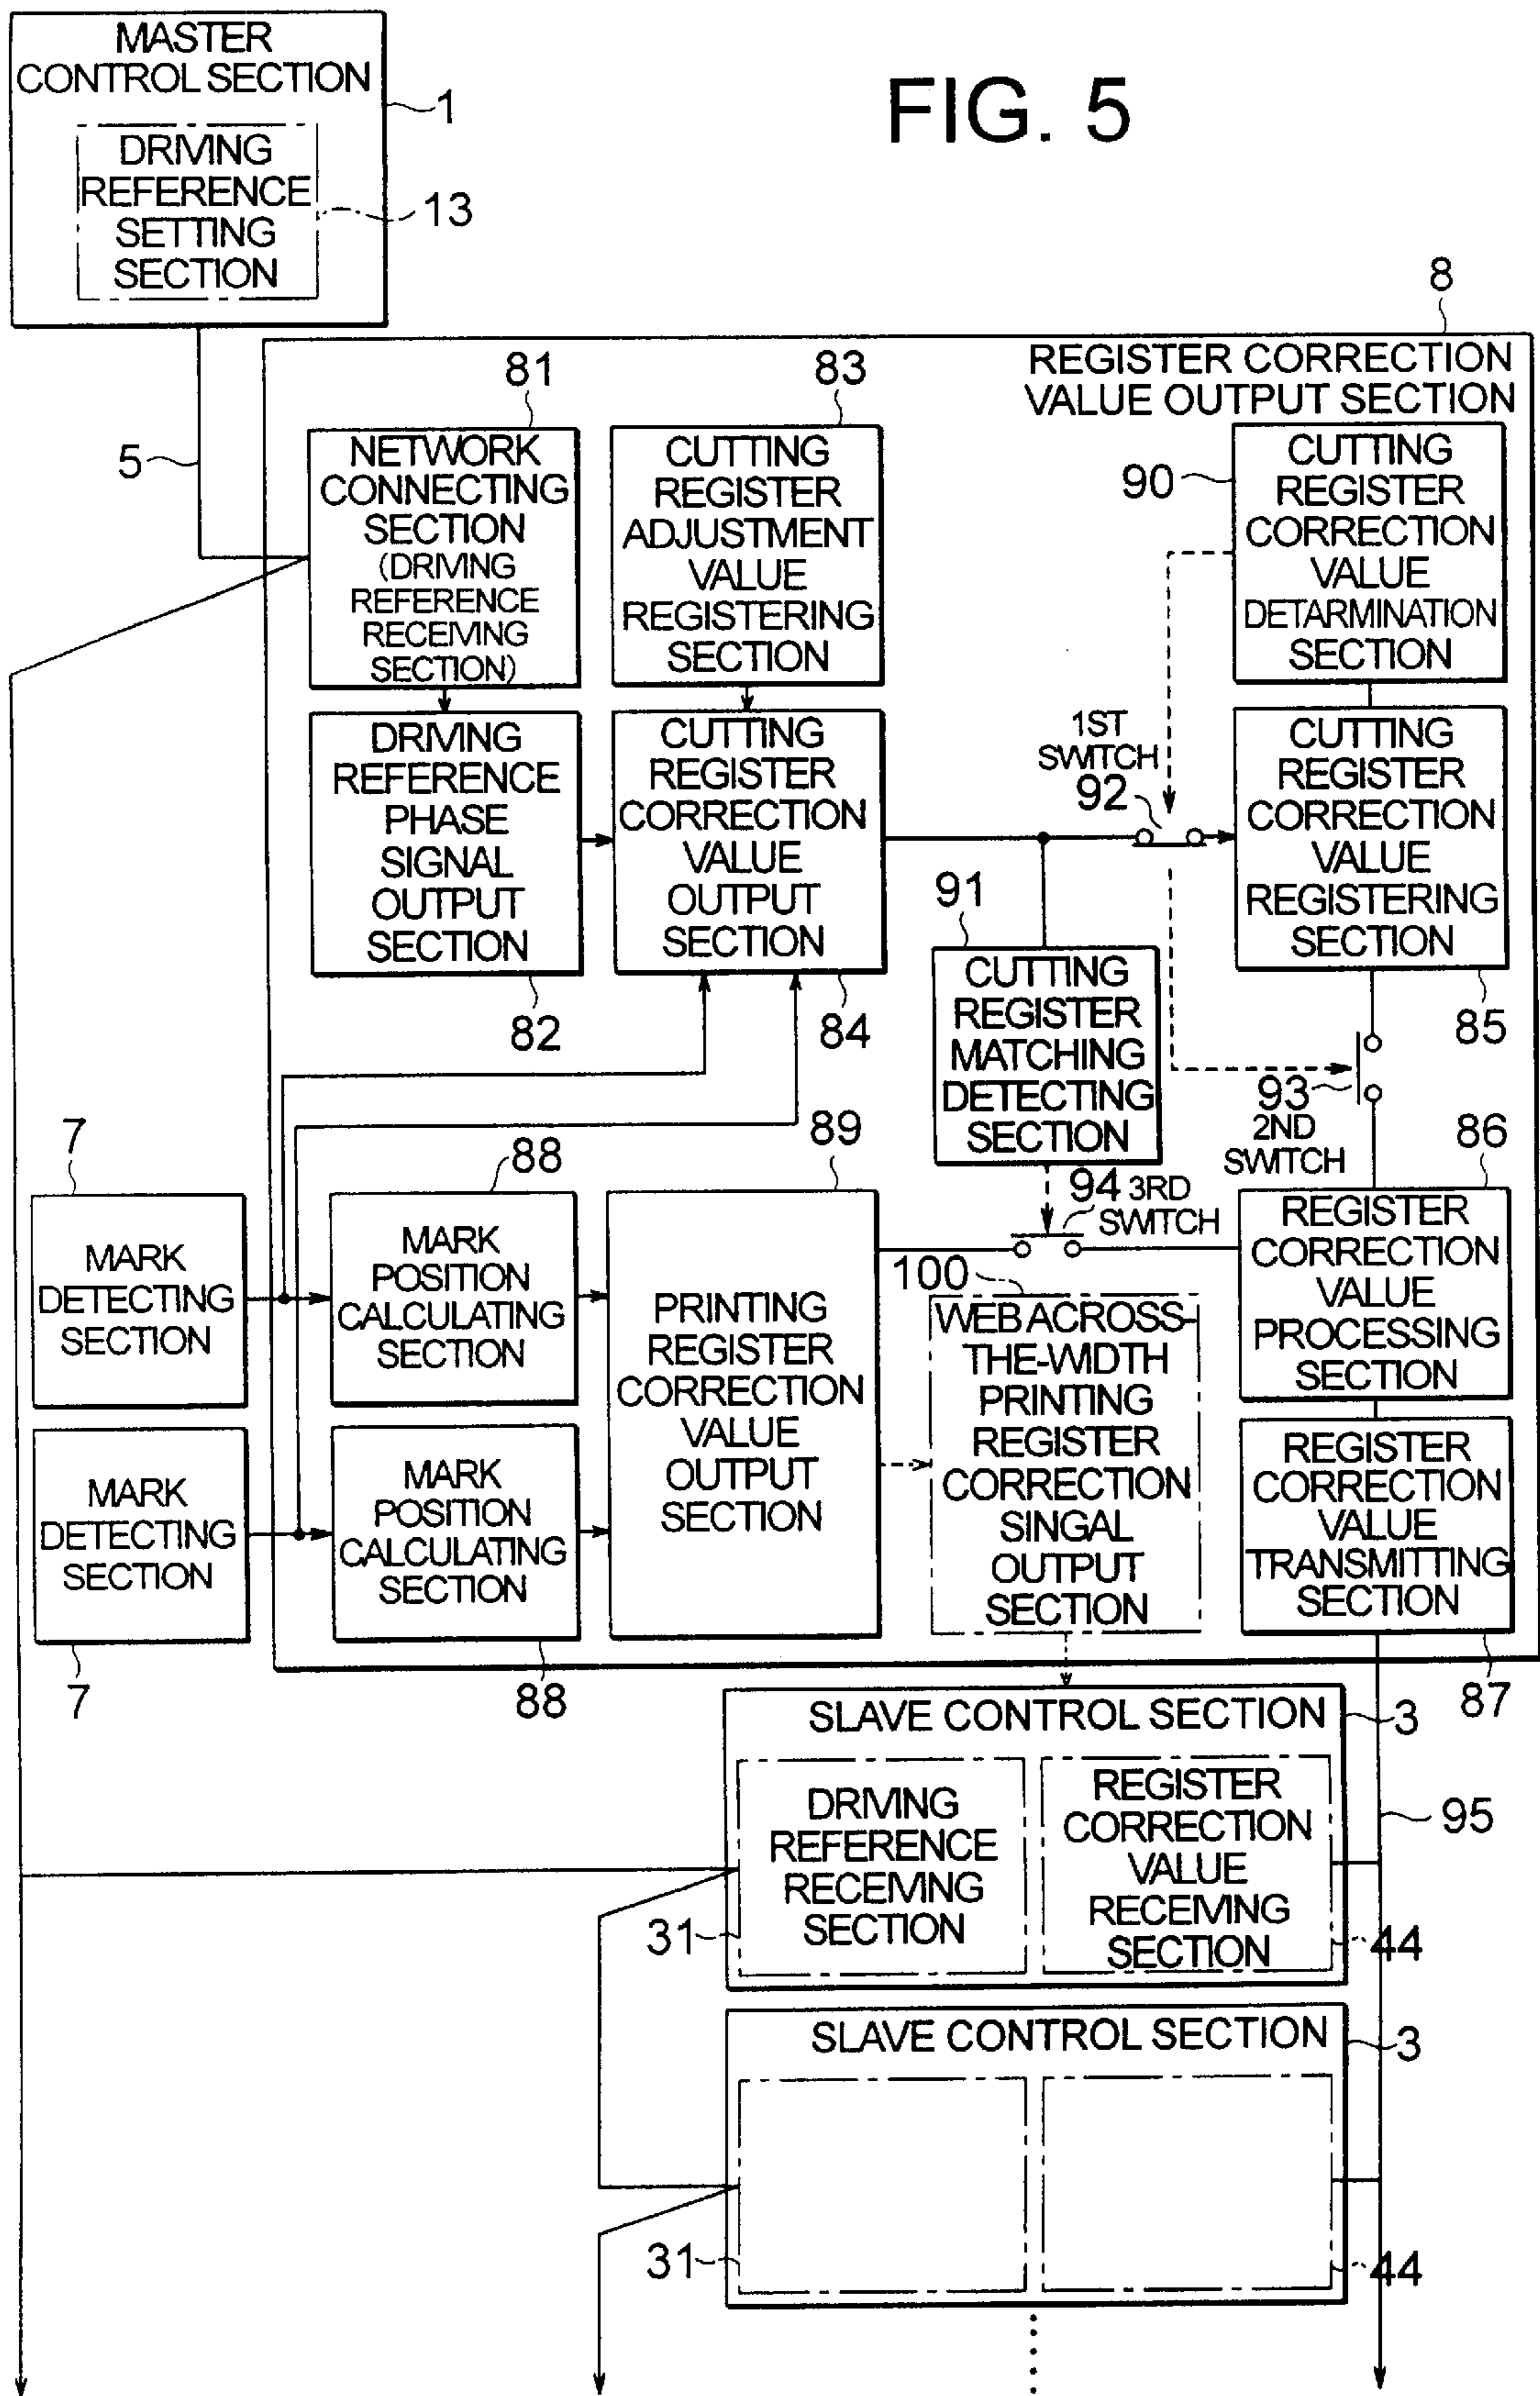 MASTER
CONTROL SECTION
1
DRIVING
REFERENCE
SETTING
SECTION
13
FIG. 5
8
REGISTER CORRECTION
VALUE OUTPUT SECTION
5
81
NETWORK
CONNECTING
SECTION
(DRIVING
REFERENCE
RECEIVING
SECTION)
83
CUTTING
REGISTER
ADJUSTMENT
VALUE
REGISTERING
SECTION
90
CUTTING
REGISTER
CORRECTION
VALUE
DETARMINATION
SECTION
DRIVING
REFERENCE
PHASE
SIGNAL
OUTPUT
SECTION
82
CUTTING
REGISTER
CORRECTION
VALUE
OUTPUT
SECTION
84
1ST
SWITCH
92
CUTTING
REGISTER
CORRECTION
VALUE
REGISTERING
SECTION
85
91
CUTTING
REGISTER
MATCHING
DETECTING
SECTION
93
2ND
SWITCH
94 3RD
SWITCH
7
MARK
DETECTING
SECTION
88
MARK
POSITION
CALCULATING
SECTION
89
PRINTING
REGISTER
CORRECTION
VALUE
OUTPUT
SECTION
100
WEB ACROSS-
THE-WIDTH
PRINTING
REGISTER
CORRECTION
SINGAL
OUTPUT
SECTION
86
REGISTER
CORRECTION
VALUE
PROCESSING
SECTION
MARK
DETECTING
SECTION
7
MARK
POSITION
CALCULATING
SECTION
88
REGISTER
CORRECTION
VALUE
TRANSMITTING
SECTION
87
SLAVE CONTROL SECTION
3
DRIVING
REFERENCE
RECEIVING
SECTION
31
REGISTER
CORRECTION
VALUE
RECEIVING
SECTION
44
95
SLAVE CONTROL SECTION
3
31
44